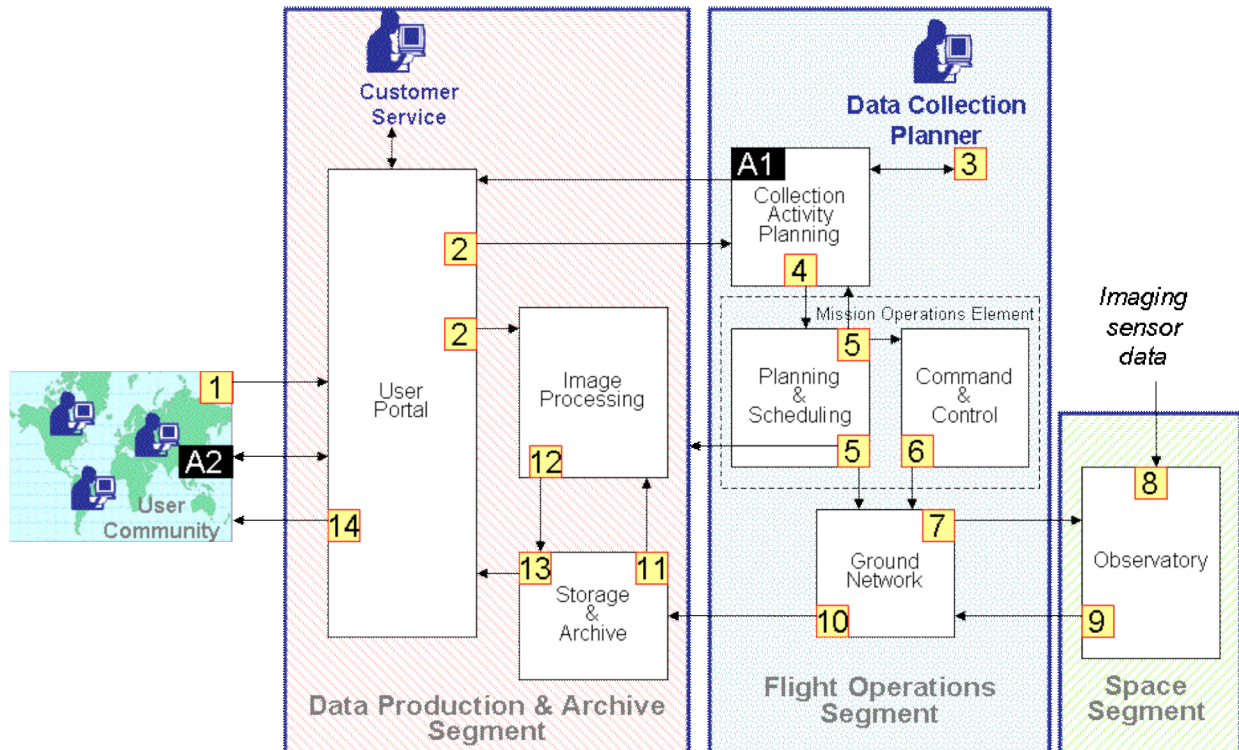 Customer
Service
Data Collection
Planner
A1
3
Collection
Activity
Planning
2
4
Mission Operations Element
Imaging
sensor
data
2
5
Image
Processing
Planning
&
Scheduling
Command
&
Control
1
User
Portal
A2
User
Community
12
5
6
8
14
7
Observatory
13
11
Storage
&
Archive
Ground
Network
10
9
Data Production & Archive
Segment
Flight Operations
Segment
Space
Segment